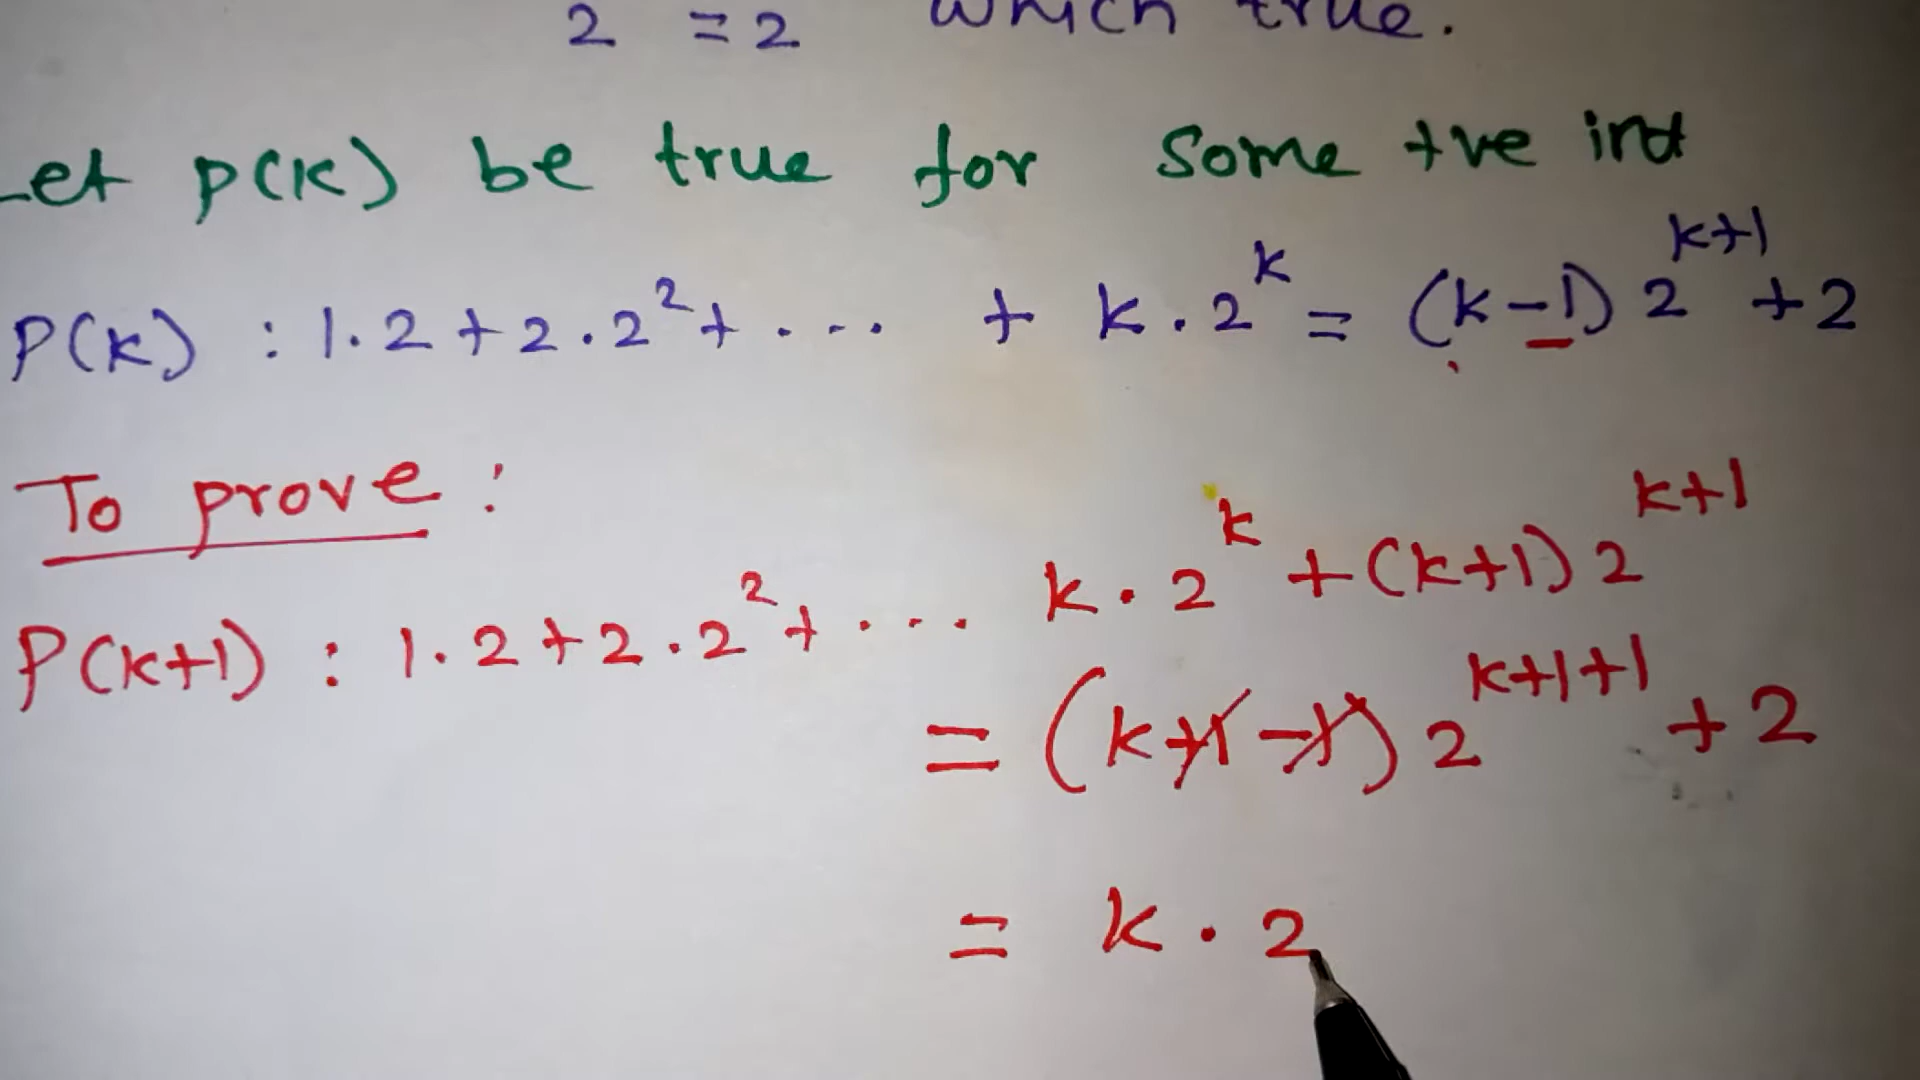 2 = 2 which true.
Let p(k) be true for some +ve int
P(k) : 1.2 + 2.2² + ... + k.2^k = (k-1) 2^{k+1} + 2
To prove :
P(k+1) : 1.2 + 2.2² + ... k.2^k + (k+1) 2^{k+1}
= (k+1-1) 2^{k+1+1} + 2
= k . 2